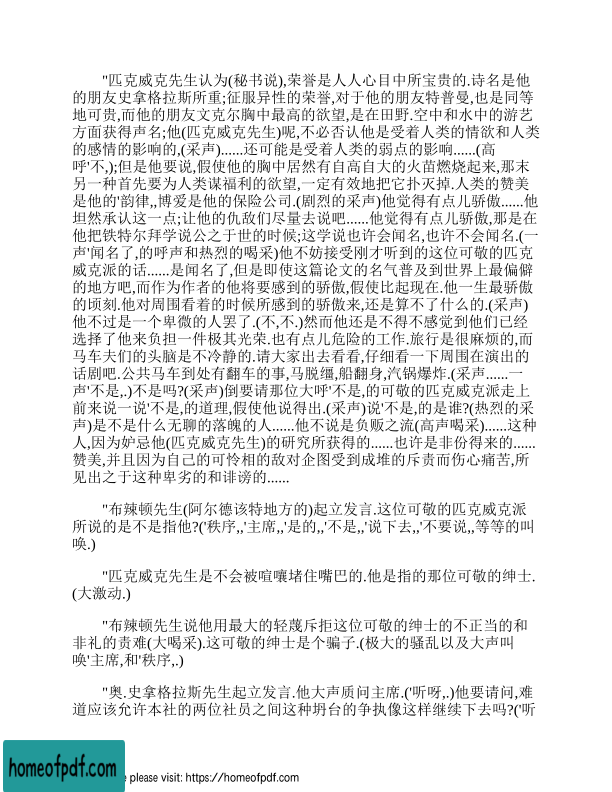 "匹克威克先生认为(秘书说),荣誉是人人心目中所宝贵的.诗名是他
的朋友史拿格拉斯所重;征服异性的荣誉,对于他的朋友特普曼,也是同等
地可贵,而他的朋友文克尔胸中最高的欲望,是在田野.空中和水中的游艺
方面获得声名;他(匹克威克先生)呢,不必否认他是受着人类的情欲和人类
的感情的影响的,(采声)......还可能是受着人类的弱点的影响......(高
呼'不,);但是他要说,假使他的胸中居然有自高自大的火苗燃烧起来,那末
另一种首先要为人类谋福利的欲望,一定有效地把它扑灭掉.人类的赞美
是他的'韵律,,博爱是他的保险公司.(剧烈的采声)他觉得有点儿骄傲......他
坦然承认这一点;让他的仇敌们尽量去说吧......他觉得有点儿骄傲,那是在
他把铁特尔拜学说公之于世的时候;这学说也许会闻名,也许不会闻名.(一
声'闻名了,的呼声和热烈的喝采)他不妨接受刚才听到的这位可敬的匹克
威克派的话......是闻名了,但是即使这篇论文的名气普及到世界上最偏僻
的地方吧,而作为作者的他将要感到的骄傲,假使比起现在.他一生最骄傲
的顷刻.他对周围看着的时候所感到的骄傲来,还是算不了什么的.(采声)
他不过是一个卑微的人罢了.(不,不.)然而他还是不得不感觉到他们已经
选择了他来负担一件极其光荣.也有点儿危险的工作.旅行是很麻烦的,而
马车夫们的头脑是不冷静的.请大家出去看看,仔细看一下周围在演出的
话剧吧.公共马车到处有翻车的事,马脱缰,船翻身,汽锅爆炸.(采声......一
声'不是,.)不是吗?(采声)倒要请那位大呼'不是,的可敬的匹克威克派走上
前来说一说'不是,的道理,假使他说得出.(采声)说'不是,的是谁?(热烈的采
声)是不是什么无聊的落魄的人......他不说是负贩之流(高声喝采)......这种
人,因为妒忌他(匹克威克先生)的研究所获得的......也许是非份得来的......
赞美,并且因为自己的可怜相的敌对企图受到成堆的斥责而伤心痛苦,所
见出之于这种卑劣的和诽谤的......
"布辣顿先生(阿尔德该特地方的)起立发言.这位可敬的匹克威克派
所说的是不是指他?('秩序,,'主席,,'是的,,'不是,,'说下去,,'不要说,,等等的叫
唤.)
"匹克威克先生是不会被喧嚷堵住嘴巴的.他是指的那位可敬的绅士.
(大激动.)
"布辣顿先生说他用最大的轻蔑斥拒这位可敬的绅士的不正当的和
非礼的责难(大喝采).这可敬的绅士是个骗子.(极大的骚乱以及大声叫
唤'主席,和'秩序,.)
"奥.史拿格拉斯先生起立发言.他大声质问主席.('听呀,.)他要请问,难
道应该允许本社的两位社员之间这种坍台的争执像这样继续下去吗?('听
homeofpdf.com
e please visit: https://homeofpdf.com